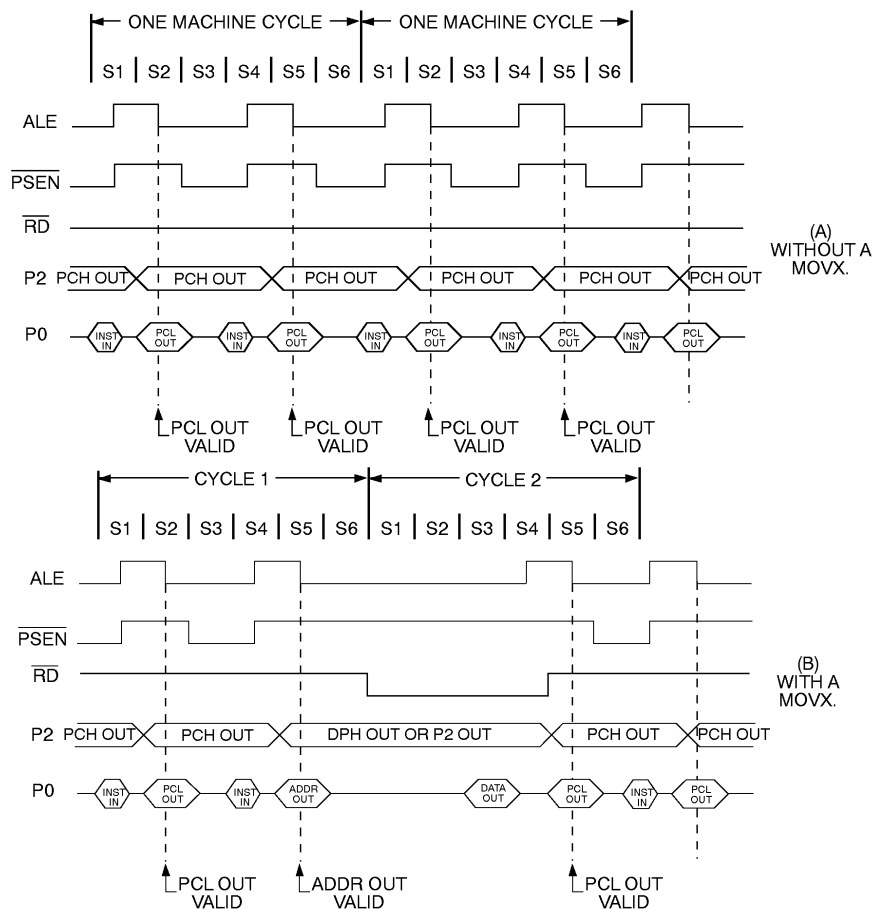 ONE MACHINE CYCLE ONE MACHINE CYCLE
S1 S2 S3 S4 S5 S6 S1 S2 S3 S4 S5 S6
ALE
PSEN
RD
(A)
WITHOUT A
MOVX.
P2 PCH OUT PCH OUT PCH OUT PCH OUT PCH OUT PCH OUT
P0 INST IN PCL OUT INST IN PCL OUT INST IN PCL OUT INST IN PCL OUT INST IN PCL OUT
PCL OUT PCL OUT PCL OUT PCL OUT
VALID VALID VALID VALID
CYCLE 1 CYCLE 2
S1 S2 S3 S4 S5 S6 S1 S2 S3 S4 S5 S6
ALE
PSEN
RD
(B)
WITH A
MOVX.
P2 PCH OUT PCH OUT DPH OUT OR P2 OUT PCH OUT PCH OUT
P0 INST IN PCL OUT INST IN ADDR OUT DATA OUT PCL OUT INST IN PCL OUT
PCL OUT ADDR OUT PCL OUT
VALID VALID VALID